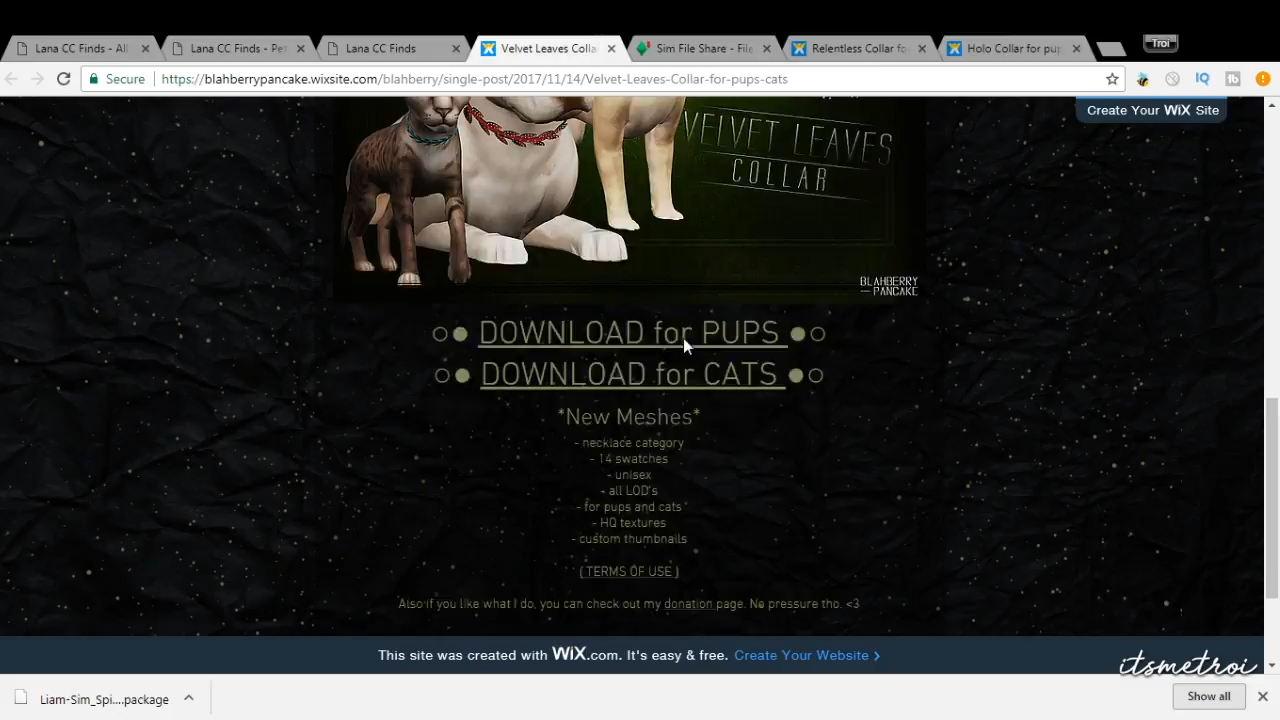 Lana CC Finds - All
Lana CC Finds - Pet
Lana CC Finds
Velvet Leaves Colla
Sim File Share - File
Relentless Collar fo
Holo Collar for pup
Troi
Secure
https://blahberrypancake.wixsite.com/blahberry/single-post/2017/11/14/Velvet-Leaves-Collar-for-pups-cats
IQ
tb
Create Your WiX Site
VELVET LEAVES
COLLAR
BLAHBERRY
PANCAKE
DOWNLOAD for PUPS
DOWNLOAD for CATS
*New Meshes*
- necklace category
- 14 swatches
- unisex
- all LOD's
- for pups and cats
- HQ textures
- custom thumbnails
( TERMS OF USE )
Also if you like what I do, you can check out my donation page. No pressure tho. <3
This site was created with WiX.com. It's easy & free. Create Your Website >
itsmetroi
Liam-Sim_Spi....package
Show all